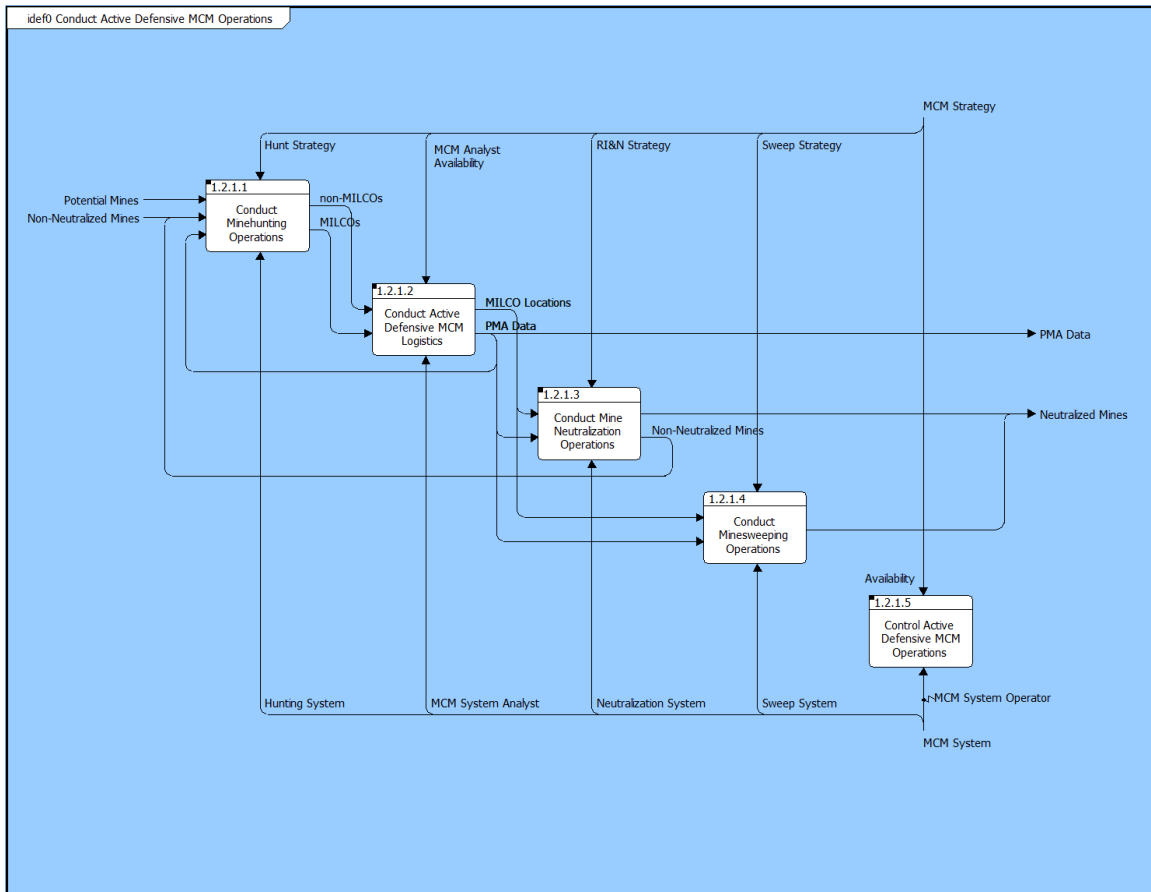 idef0 Conduct Active Defensive MCM Operations
MCM Strategy
Hunt Strategy
MCM Analyst
Availability
RI&N Strategy
Sweep Strategy
Potential Mines
Non-Neutralized Mines
1.2.1.1
Conduct
Minehunting
Operations
non-MILCOs
MILCOs
1.2.1.2
Conduct Active
Defensive MCM
Logistics
MILCO Locations
PMA Data
PMA Data
1.2.1.3
Conduct Mine
Neutralization
Operations
Non-Neutralized Mines
Neutralized Mines
1.2.1.4
Conduct
Minesweeping
Operations
Availability
1.2.1.5
Control Active
Defensive MCM
Operations
Hunting System
MCM System Analyst
Neutralization System
Sweep System
MCM System Operator
MCM System